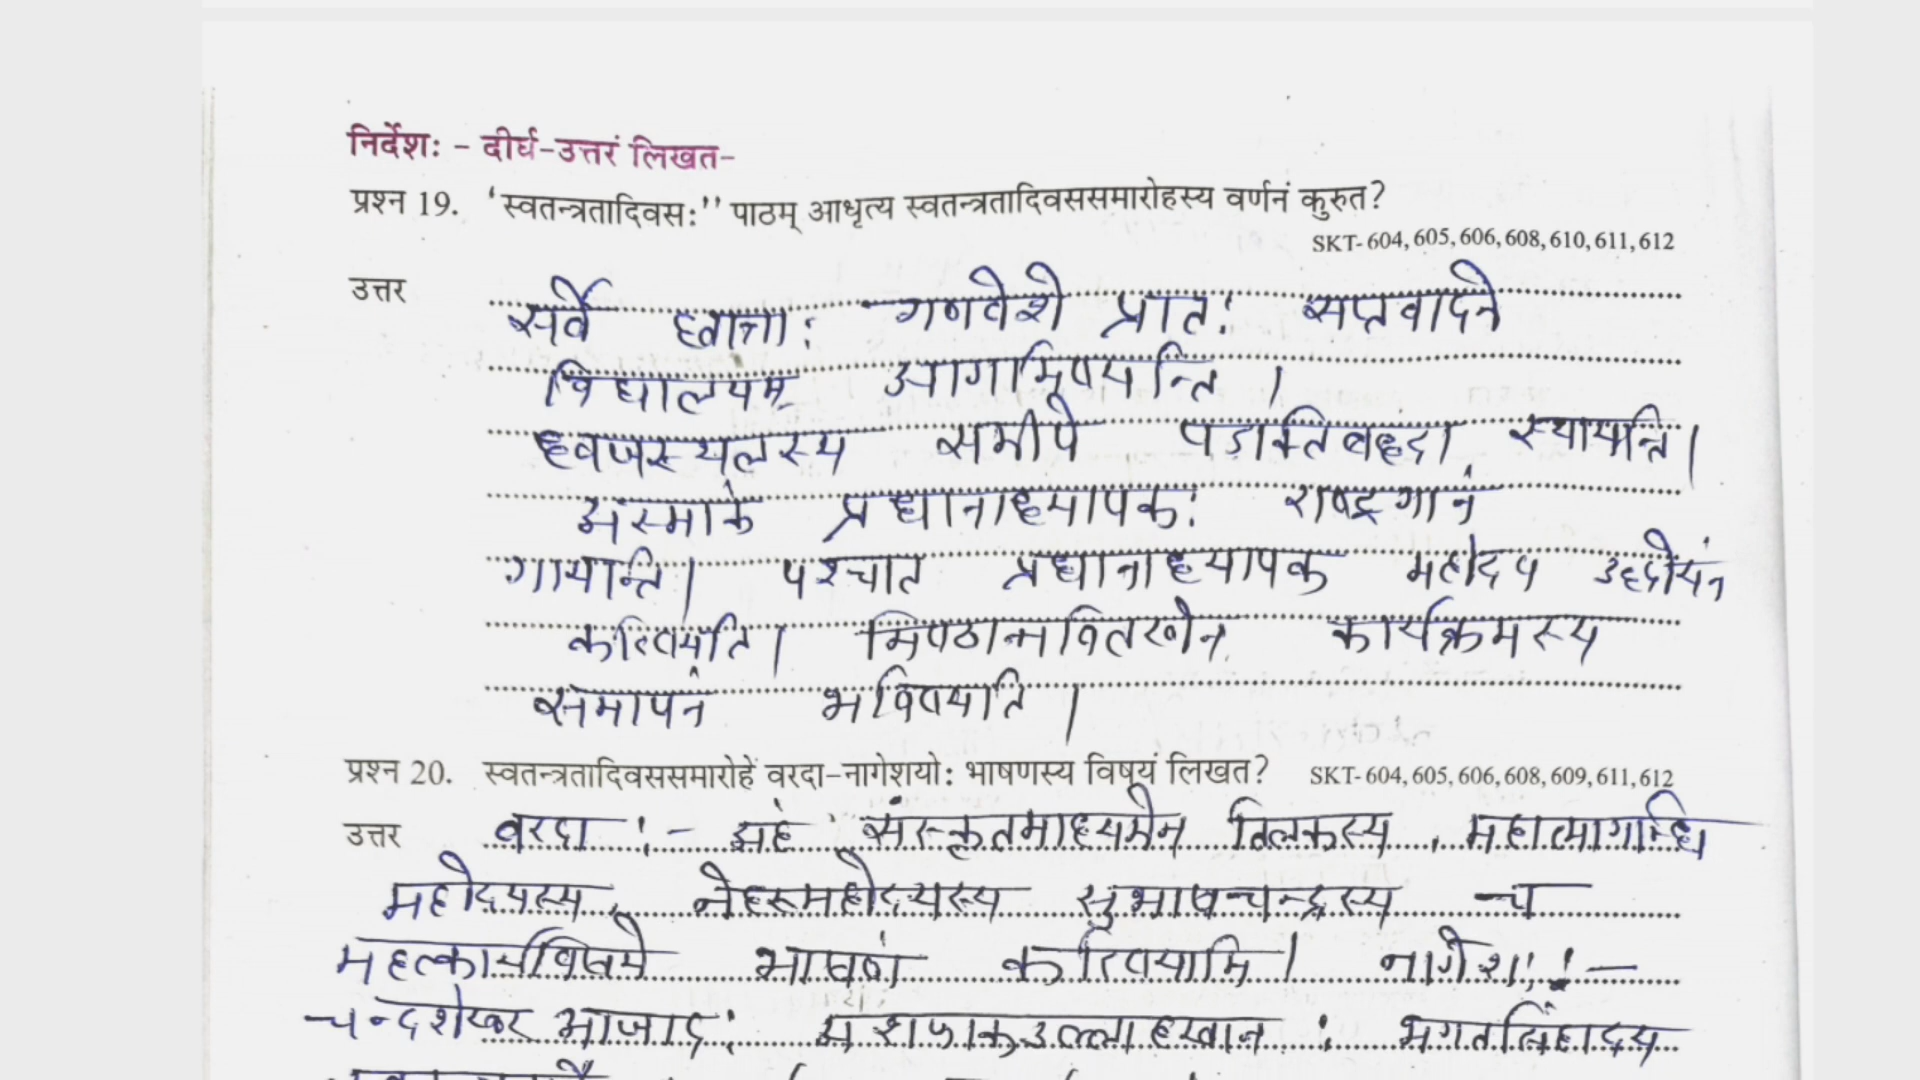 निर्देशः - दीर्घ-उत्तरं लिखत-
प्रश्न 19. 'स्वतन्त्रतादिवसः'' पाठम् आधृत्य स्वतन्त्रतादिवससमारोहस्य वर्णनं कुरुत?
SKT- 604, 605, 606, 608, 610, 611, 612
उत्तर
सर्वे छात्राः गणवेशे प्रातः सप्तवादने
विद्यालयम् आगमिष्यन्ति ।
ध्वजस्थलस्य समीपे स्थास्यन्ति।
अस्माकं प्रधानाध्यापकः राष्ट्रगानं
गायन्ति। पश्चात प्रधानाध्यापक महोदय
करिष्यति। मिष्ठान्नवितरणेन कार्यक्रमस्य
समापनं भविष्यति ।
प्रश्न 20. स्वतन्त्रतादिवससमारोहे वरदा-नागेशयोः भाषणस्य विषयं लिखत? SKT- 604, 605, 606, 608, 609, 611, 612
उत्तर वरदा :- अहं संस्कृतमाध्यमेन तिलकस्य , महात्मागान्धि
महोदयस्य , नेहरूमहोदयस्य सुभाषचन्द्रस्य च
महत्कार्यविषये भाषणं करिष्यामि। नागेशः :-
चन्द्रशेखर आजादः अशफाकउल्लाहखानः